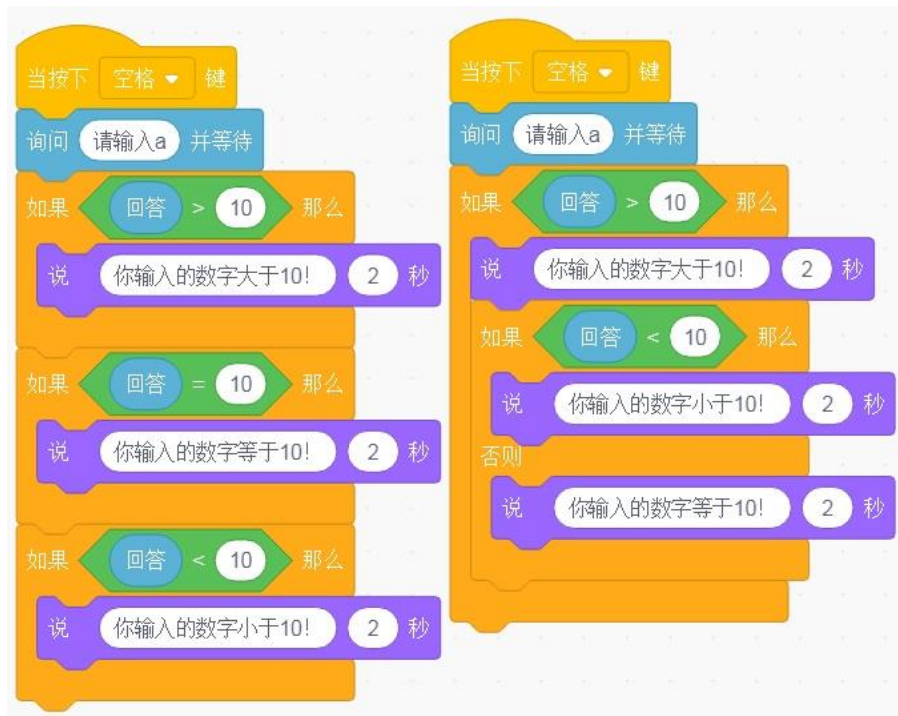 当按下 空格 键
询问 请输入a 并等待
如果 回答 > 10 那么
说 你输入的数字大于10! 2 秒
如果 回答 = 10 那么
说 你输入的数字等于10! 2 秒
如果 回答 < 10 那么
说 你输入的数字小于10! 2 秒
当按下 空格 键
询问 请输入a 并等待
如果 回答 > 10 那么
说 你输入的数字大于10! 2 秒
如果 回答 < 10 那么
说 你输入的数字小于10! 2 秒
否则
说 你输入的数字等于10! 2 秒